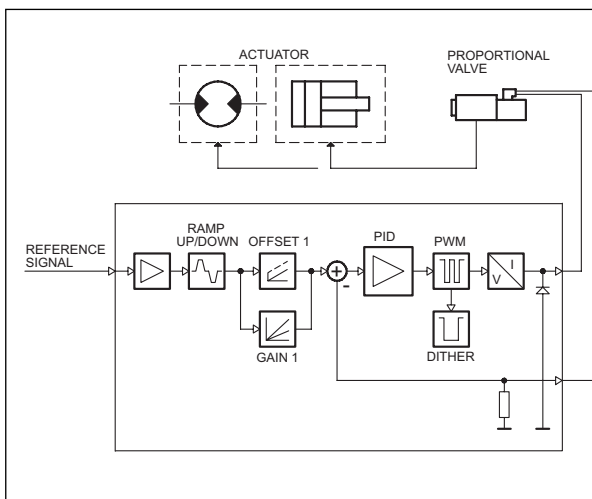 ACTUATOR
PROPORTIONAL
VALVE
REFERENCE
SIGNAL
RAMP
UP/DOWN
OFFSET 1
GAIN 1
+
-
PID
PWM
DITHER
V
I